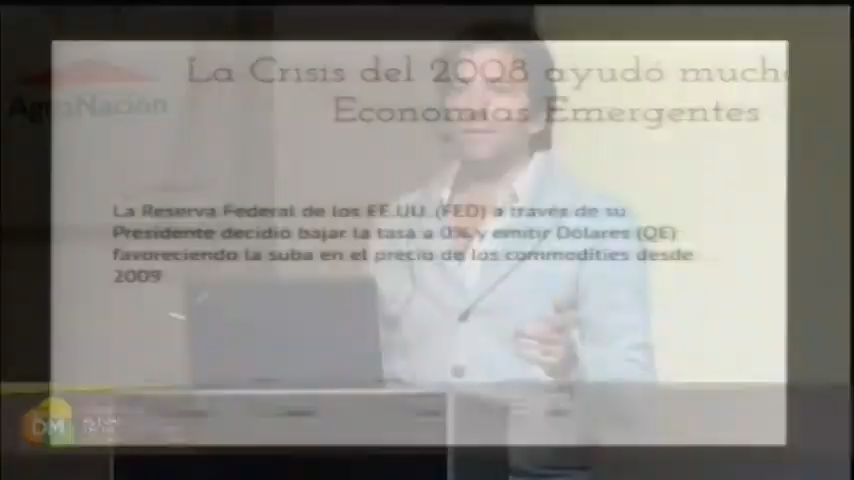 La Crisis del 2008 ayudó mucho
Economías Emergentes
AgroNación
La Reserva Federal de los EE.UU. (FED) a través de su
Presidente decidió bajar la tasa a 0% y emitir Dólares (QE)
favoreciendo la suba en el precio de los commodities desde
2009
DM